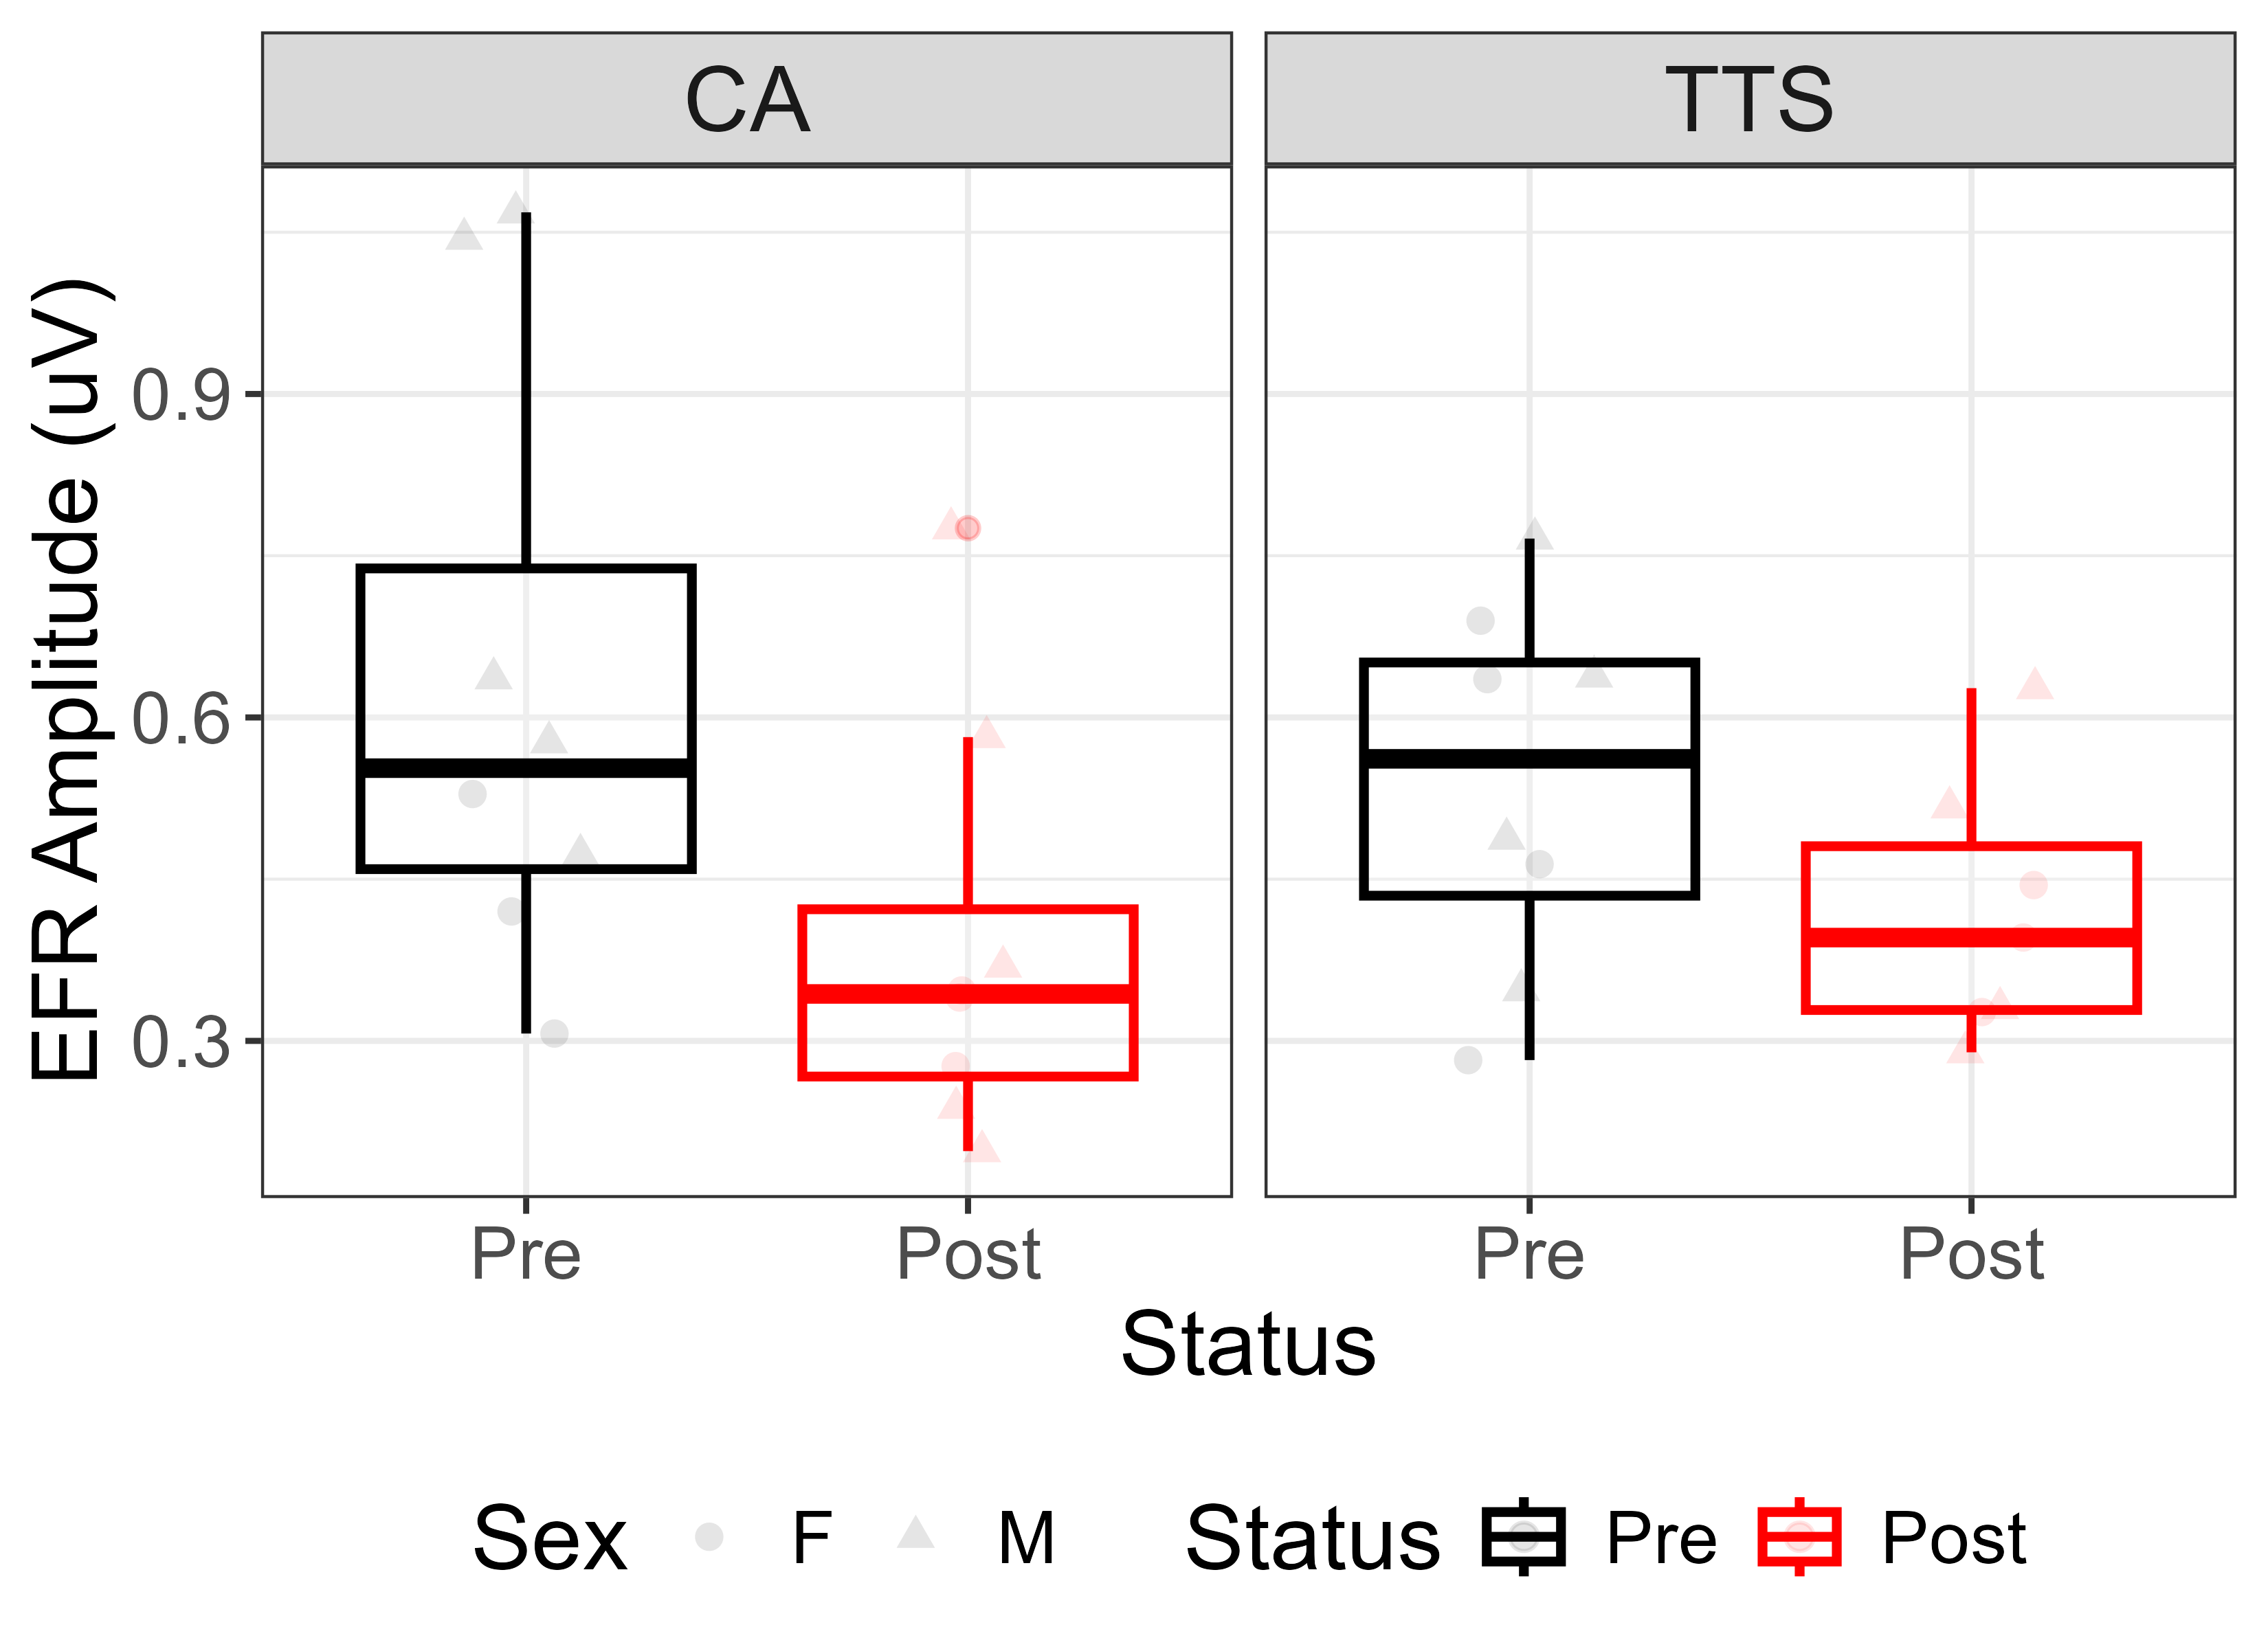 CA TTS
EFR Amplitude (uV)
0.9
0.6
0.3
Pre Post Pre Post
Status
Sex F M Status Pre Post